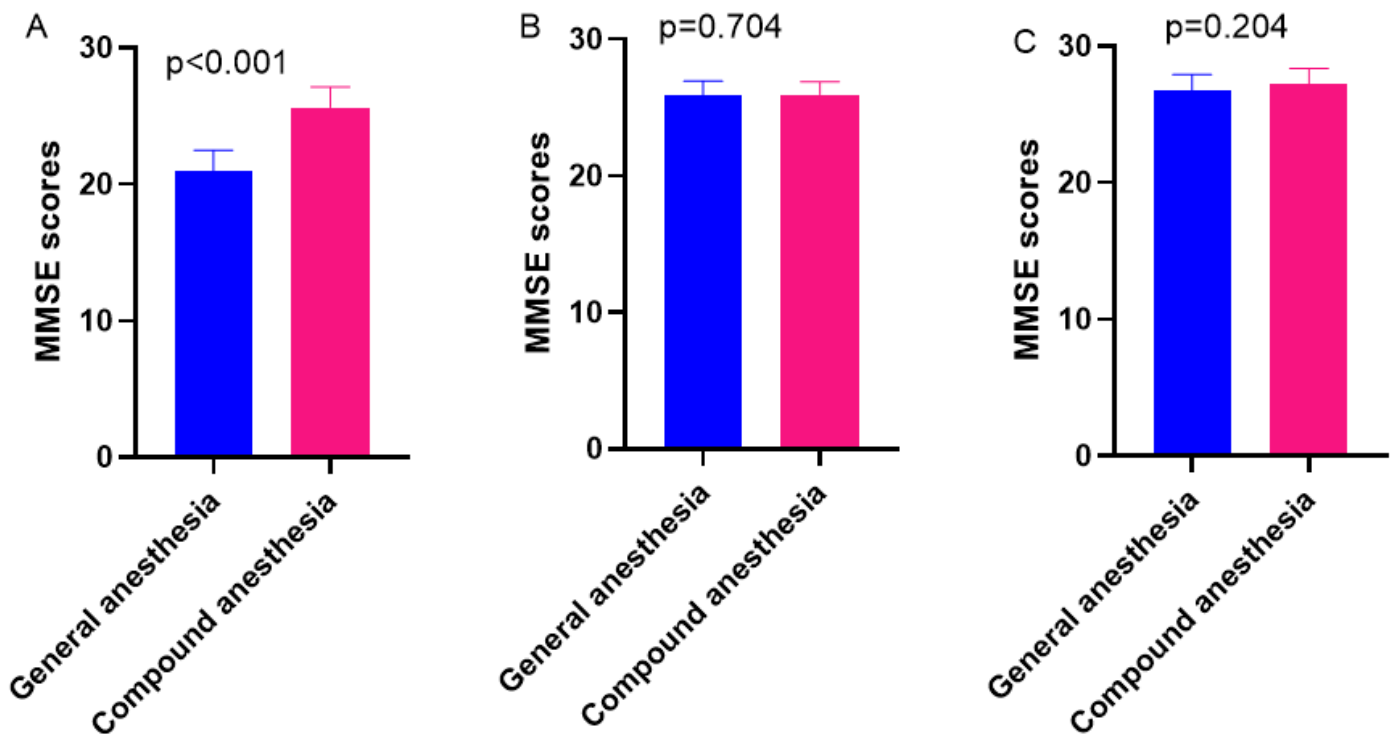 A
p<0.001
MMSE scores
30
20
10
0
General anesthesia
Compound anesthesia
B
p=0.704
MMSE scores
30
20
10
0
General anesthesia
Compound anesthesia
C
p=0.204
MMSE scores
30
20
10
0
General anesthesia
Compound anesthesia